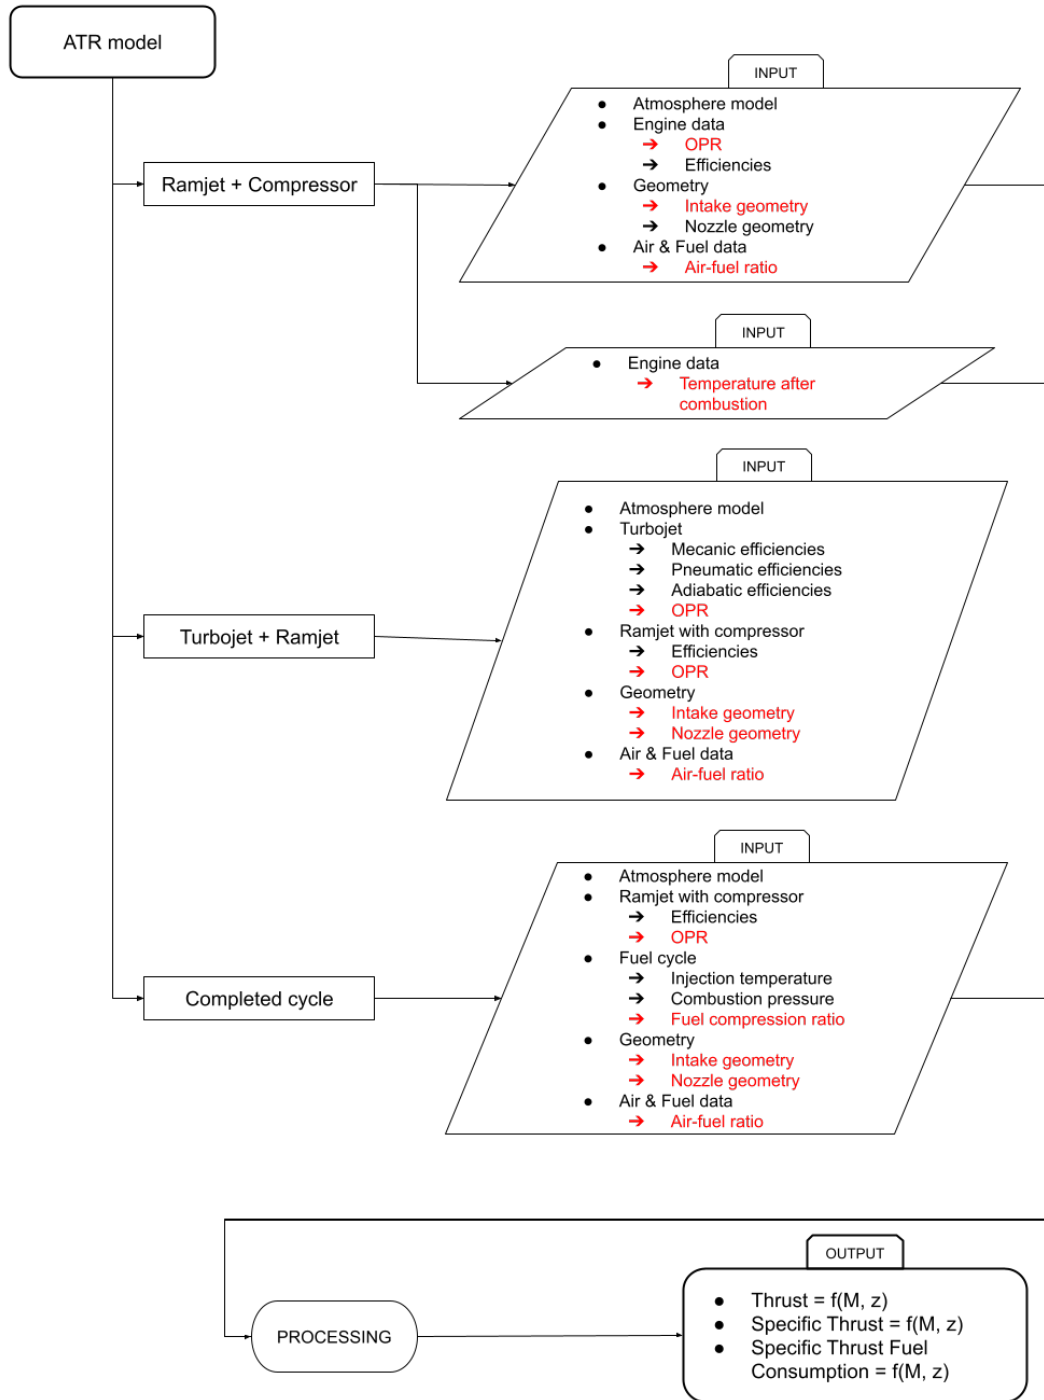 ATR model
INPUT
● Atmosphere model
● Engine data
➔ OPR
➔ Efficiencies
● Geometry
➔ Intake geometry
➔ Nozzle geometry
● Air & Fuel data
➔ Air-fuel ratio
Ramjet + Compressor
INPUT
● Engine data
➔ Temperature after
combustion
INPUT
● Atmosphere model
● Turbojet
➔ Mecanic efficiencies
➔ Pneumatic efficiencies
➔ Adiabatic efficiencies
➔ OPR
● Ramjet with compressor
➔ Efficiencies
➔ OPR
● Geometry
➔ Intake geometry
➔ Nozzle geometry
● Air & Fuel data
➔ Air-fuel ratio
Turbojet + Ramjet
INPUT
● Atmosphere model
● Ramjet with compressor
➔ Efficiencies
➔ OPR
● Fuel cycle
➔ Injection temperature
➔ Combustion pressure
➔ Fuel compression ratio
● Geometry
➔ Intake geometry
➔ Nozzle geometry
● Air & Fuel data
➔ Air-fuel ratio
Completed cycle
PROCESSING
OUTPUT
● Thrust = f(M, z)
● Specific Thrust = f(M, z)
● Specific Thrust Fuel
Consumption = f(M, z)